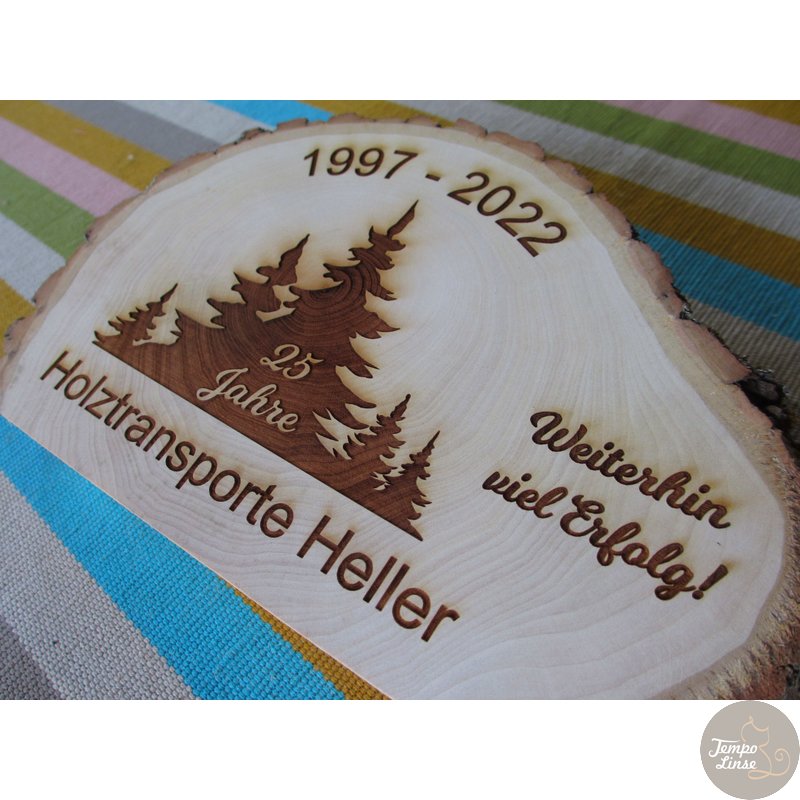 1997 - 2022
25
Jahre
Holztransporte Heller
Weiterhin
viel Erfolg!
Tempo
Linse